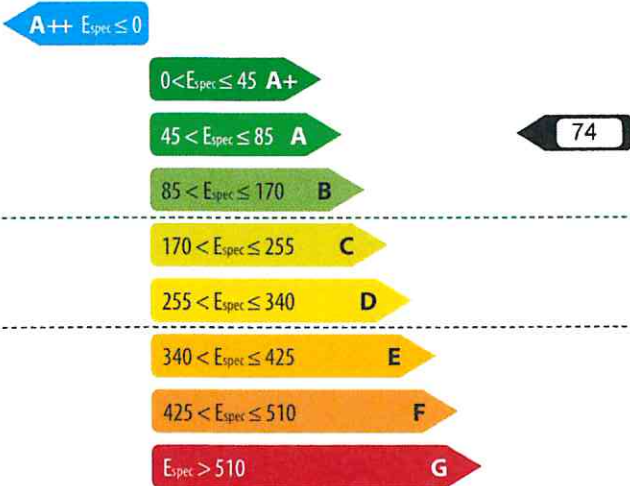 A++ Espec ≤ 0
0 < Espec ≤ 45 A+
45 < Espec ≤ 85 A
74
85 < Espec ≤ 170 B
170 < Espec ≤ 255 C
255 < Espec ≤ 340 D
340 < Espec ≤ 425 E
425 < Espec ≤ 510 F
Espec > 510 G